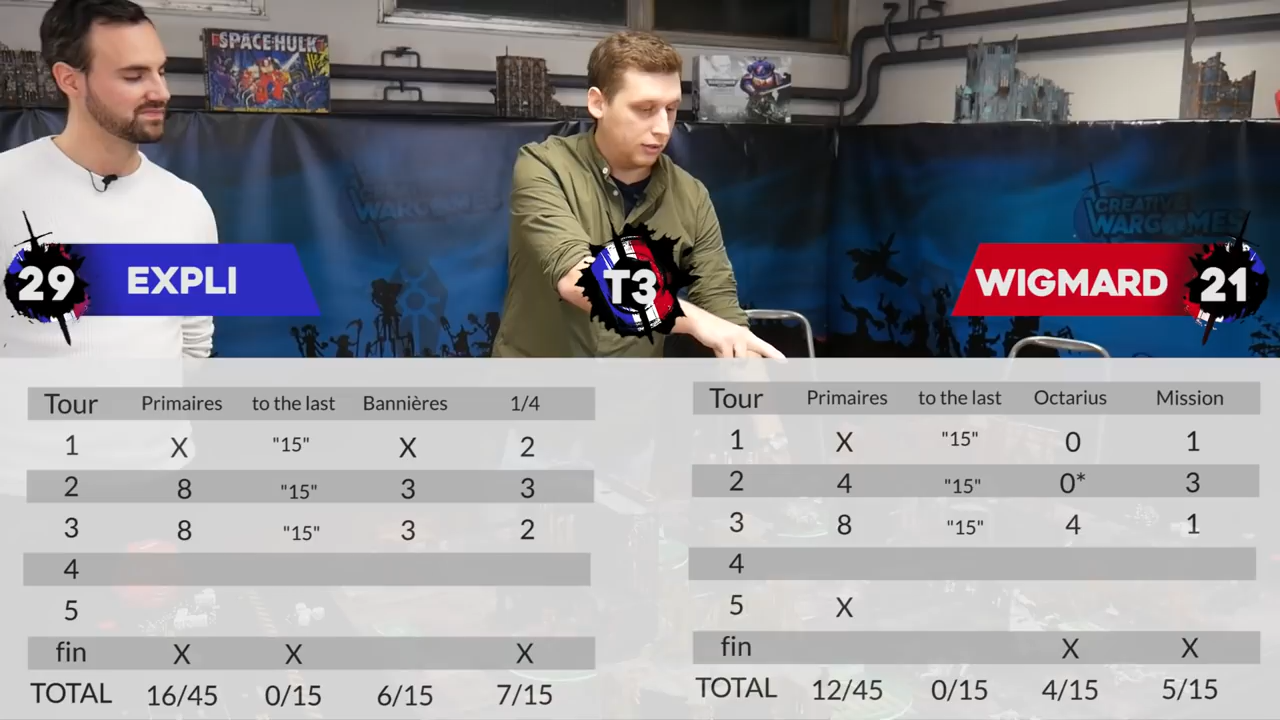 SPACE HULK
WARGAMES
CREATIVE
WARGAMES
29 EXPLI
T3
WIGMARD 21
Tour Primaires to the last Bannières 1/4
1 X "15" X 2
2 8 "15" 3 3
3 8 "15" 3 2
4
5
fin X X X
TOTAL 16/45 0/15 6/15 7/15
Tour Primaires to the last Octarius Mission
1 X "15" 0 1
2 4 "15" 0* 3
3 8 "15" 4 1
4
5 X
fin X X
TOTAL 12/45 0/15 4/15 5/15